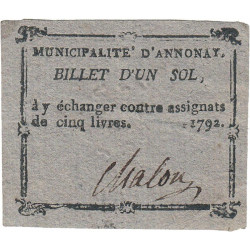 MUNICIPALITÉ D'ANNONAY.
BILLET D'UN SOL,
à y échanger contre assignats
de cinq livres. 1792.
Chalon